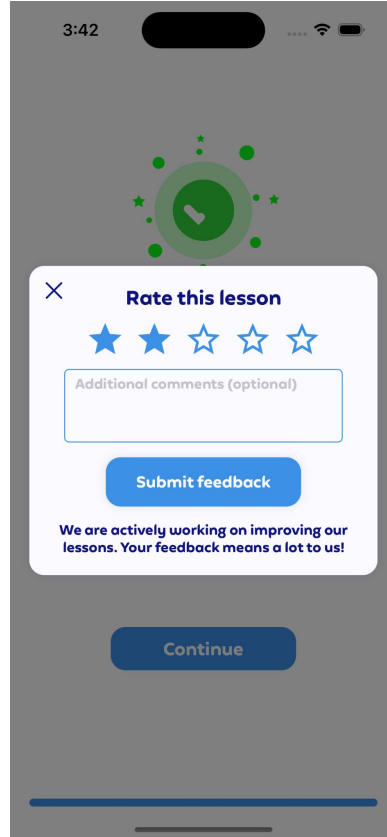 3:42
Rate this lesson
Additional comments (optional)
Submit feedback
We are actively working on improving our
lessons. Your feedback means a lot to us!
Continue